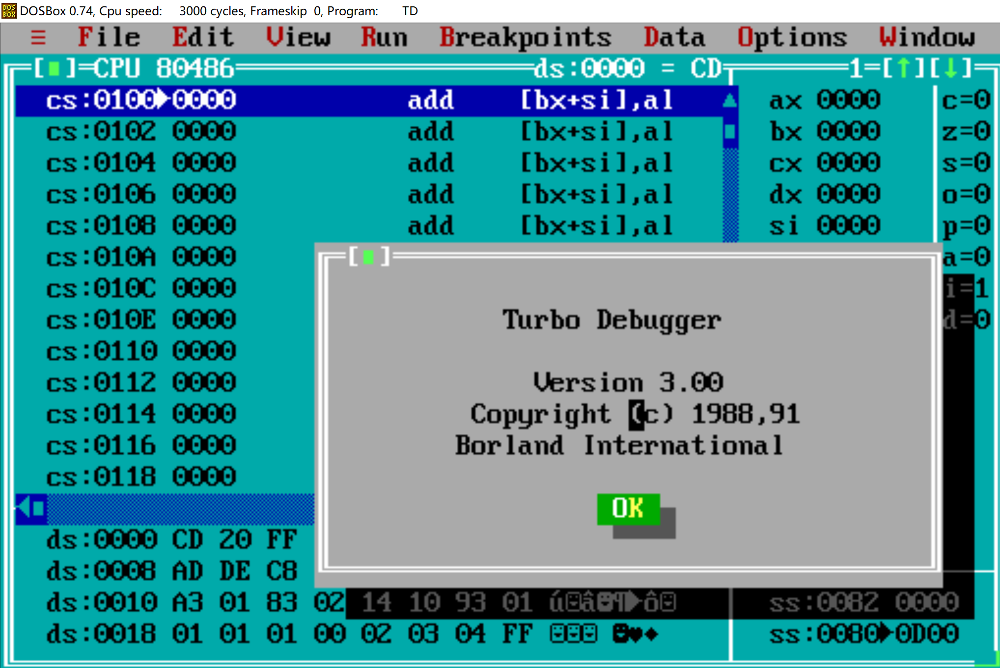 DOSBox 0.74, Cpu speed: 3000 cycles, Frameskip 0, Program: TD
≡ File Edit View Run Breakpoints Data Options Window
[■]=CPU 80486 ds:0000 = CD 1=[↑][↓]
cs:0100►0000 add [bx+si],al ax 0000 c=0
cs:0102 0000 add [bx+si],al bx 0000 z=0
cs:0104 0000 add [bx+si],al cx 0000 s=0
cs:0106 0000 add [bx+si],al dx 0000 o=0
cs:0108 0000 add [bx+si],al si 0000 p=0
cs:010A 0000 [■] a=0
cs:010C 0000 i=1
cs:010E 0000 Turbo Debugger d=0
cs:0110 0000
cs:0112 0000 Version 3.00
cs:0114 0000 Copyright (c) 1988,91
cs:0116 0000 Borland International
cs:0118 0000
OK
ds:0000 CD 20 FF
ds:0008 AD DE C8
ds:0010 A3 01 83 02 14 10 93 01 ú☺â☻¶►ô☺ ss:0082 0000
ds:0018 01 01 01 00 02 03 04 FF ☺☺☺ ☻♥♦ ss:0080►0D00